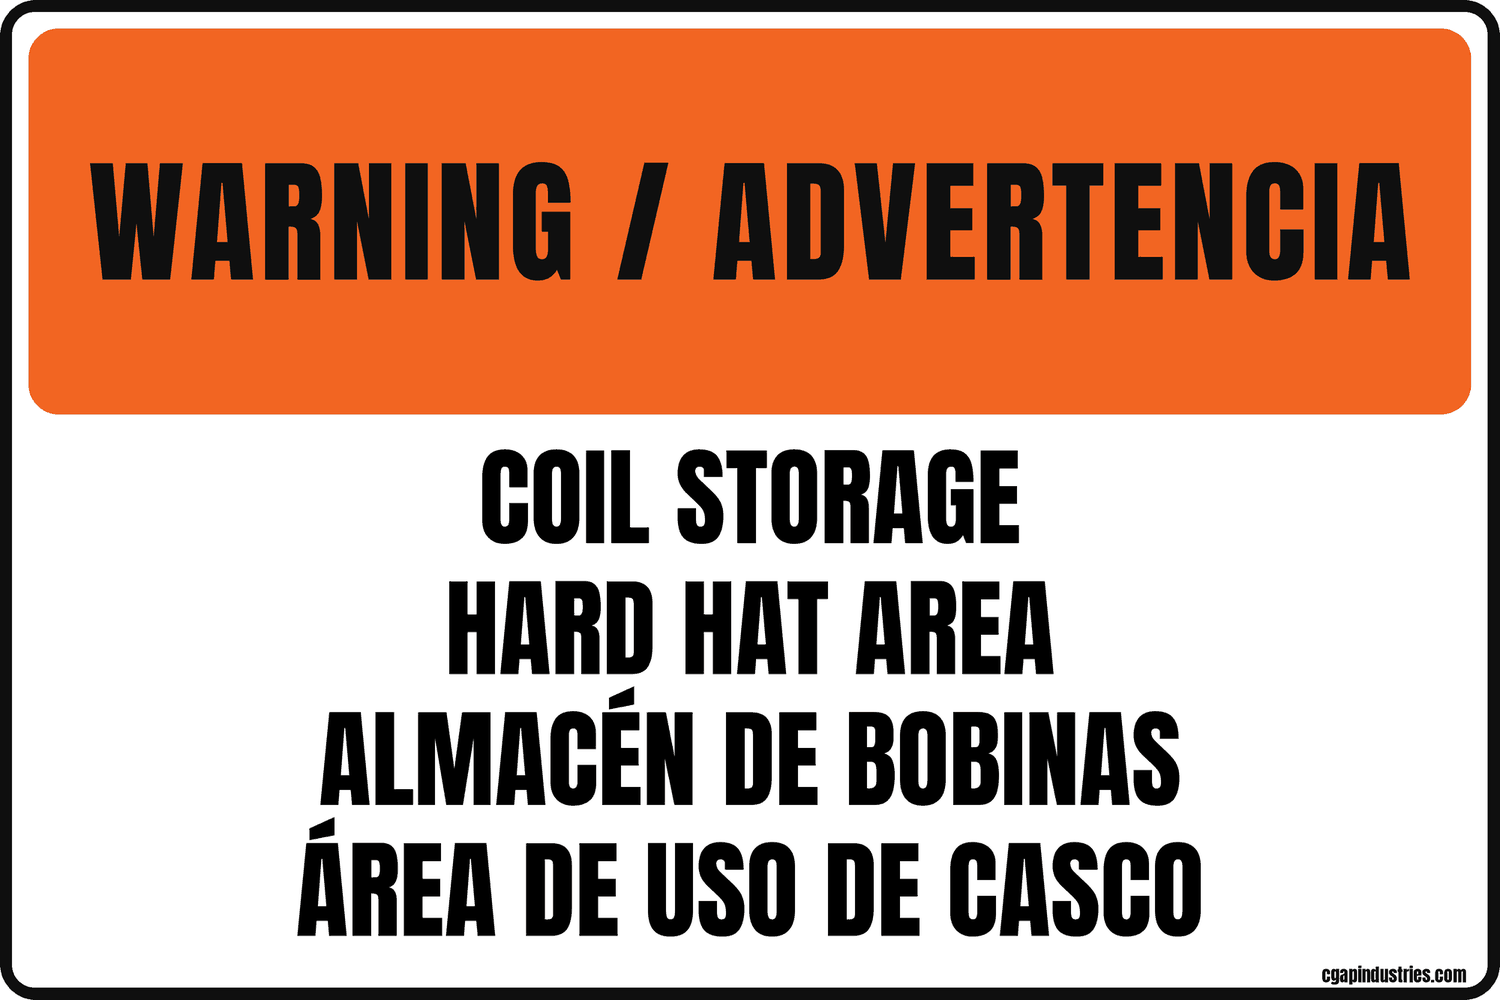 WARNING / ADVERTENCIA
COIL STORAGE
HARD HAT AREA
ALMACÉN DE BOBINAS
ÁREA DE USO DE CASCO
cgapindustries.com